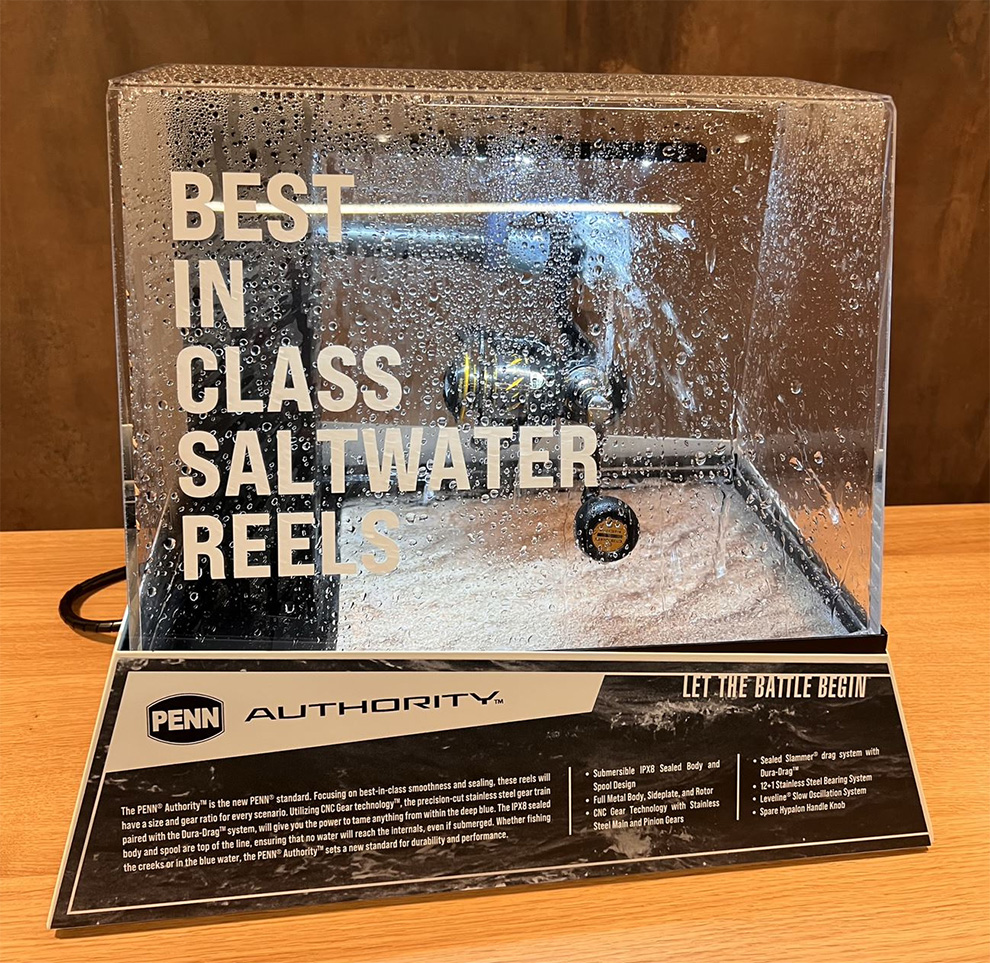 BEST
IN
CLASS
SALTWATER
REELS
PENN
AUTHORITY™
LET THE BATTLE BEGIN
The PENN® Authority™ is the new PENN® standard. Focusing on best-in-class smoothness and sealing, these reels will
have a size and gear ratio for every scenario. Utilizing CNC Gear technology™, the precision-cut stainless steel gear train
paired with the Dura-Drag™ system, will give you the power to tame anything from within the deep blue. The IPX8 sealed
body and spool are top of the line, ensuring that no water will reach the internals, even if submerged. Whether fishing
the creeks or in the blue water, the PENN® Authority™ sets a new standard for durability and performance.
• Submersible IPX8 Sealed Body and
Spool Design
• Full Metal Body, Sideplate, and Rotor
• CNC Gear Technology with Stainless
Steel Main and Pinion Gears
• Sealed Slammer® drag system with
Dura-Drag™
• 12+1 Stainless Steel Bearing System
• Leveline® Slow Oscillation System
• Spare Hypalon Handle Knob